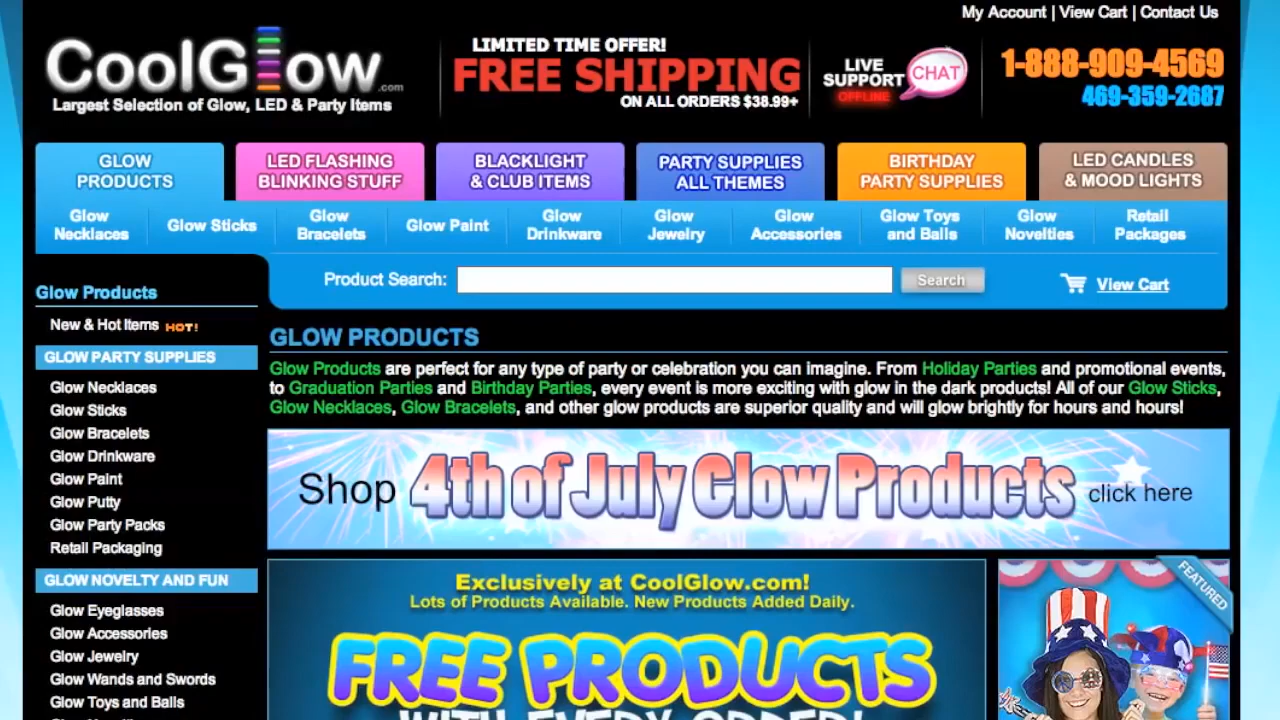 My Account | View Cart | Contact Us
CoolGlow.com
Largest Selection of Glow, LED & Party Items
LIMITED TIME OFFER!
FREE SHIPPING
ON ALL ORDERS $38.99+
LIVE
SUPPORT
OFFLINE
CHAT
1-888-909-4569
469-359-2687
GLOW
PRODUCTS
LED FLASHING
BLINKING STUFF
BLACKLIGHT
& CLUB ITEMS
PARTY SUPPLIES
ALL THEMES
BIRTHDAY
PARTY SUPPLIES
LED CANDLES
& MOOD LIGHTS
Glow
Necklaces
Glow Sticks
Glow
Bracelets
Glow Paint
Glow
Drinkware
Glow
Jewelry
Glow
Accessories
Glow Toys
and Balls
Glow
Novelties
Retail
Packages
Product Search:
Search
View Cart
Glow Products
New & Hot Items HOT!
GLOW PARTY SUPPLIES
Glow Necklaces
Glow Sticks
Glow Bracelets
Glow Drinkware
Glow Paint
Glow Putty
Glow Party Packs
Retail Packaging
GLOW NOVELTY AND FUN
Glow Eyeglasses
Glow Accessories
Glow Jewelry
Glow Wands and Swords
Glow Toys and Balls
GLOW PRODUCTS
Glow Products are perfect for any type of party or celebration you can imagine. From Holiday Parties and promotional events,
to Graduation Parties and Birthday Parties, every event is more exciting with glow in the dark products! All of our Glow Sticks,
Glow Necklaces, Glow Bracelets, and other glow products are superior quality and will glow brightly for hours and hours!
Shop 4th of July Glow Products click here
Exclusively at CoolGlow.com!
Lots of Products Available. New Products Added Daily.
FREE PRODUCTS
WITH EVERY ORDER!
FEATURED